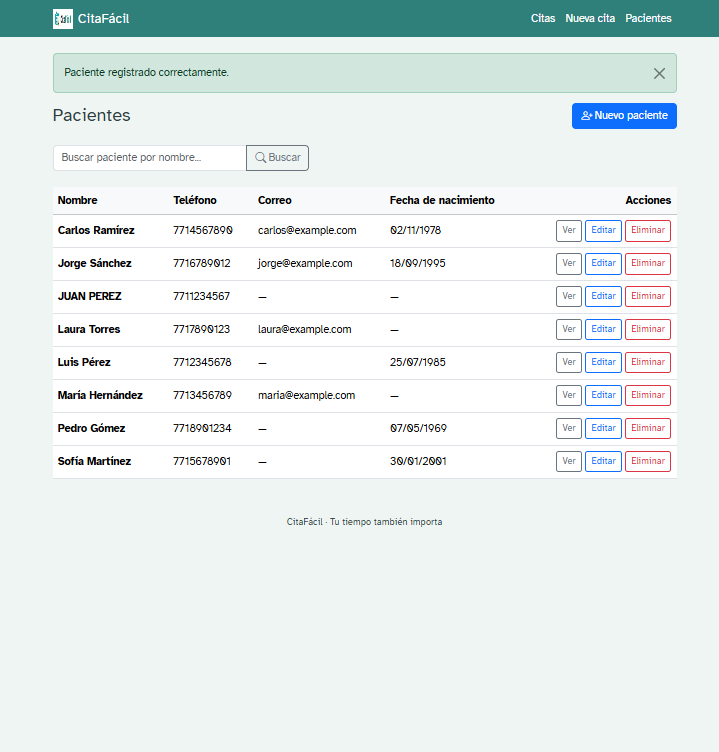 CitaFácil Citas Nueva cita Pacientes
Paciente registrado correctamente.
Pacientes Nuevo paciente
Buscar paciente por nombre... Buscar
Nombre Teléfono Correo Fecha de nacimiento Acciones
Carlos Ramírez 7714567890 carlos@example.com 02/11/1978 Ver Editar Eliminar
Jorge Sánchez 7716789012 jorge@example.com 18/09/1995 Ver Editar Eliminar
JUAN PEREZ 7711234567 — — Ver Editar Eliminar
Laura Torres 7717890123 laura@example.com — Ver Editar Eliminar
Luis Pérez 7712345678 — 25/07/1985 Ver Editar Eliminar
María Hernández 7713456789 maria@example.com — Ver Editar Eliminar
Pedro Gómez 7718901234 — 07/05/1969 Ver Editar Eliminar
Sofía Martínez 7715678901 — 30/01/2001 Ver Editar Eliminar
CitaFácil · Tu tiempo también importa